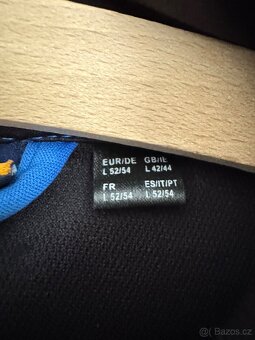 EUR/DE GB/IE
L 52/54 L 42/44
FR ES/IT/PT
L 52/54 L 52/54
Bazos.cz